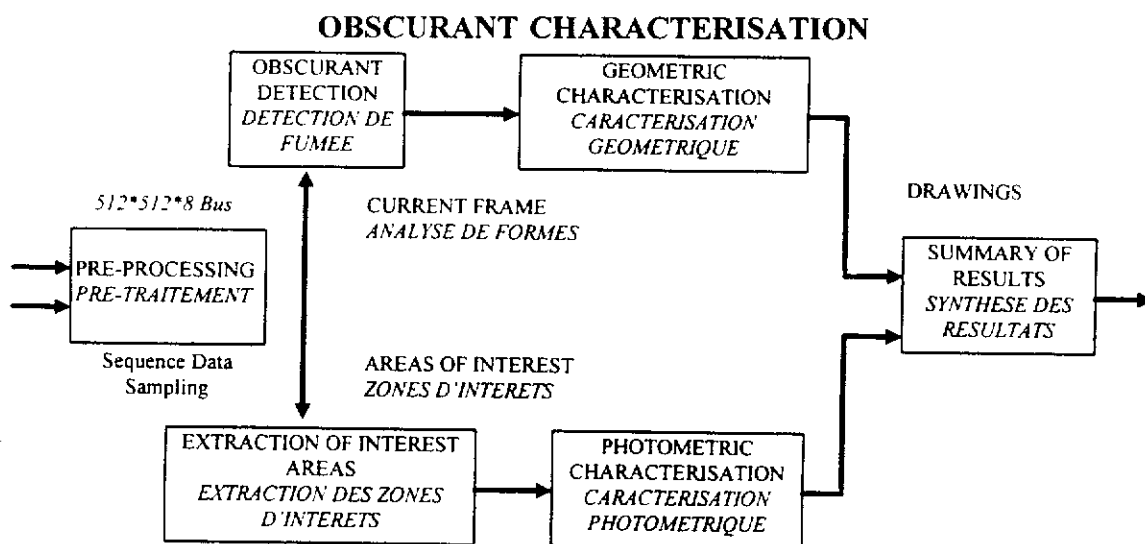 OBSCURANT CHARACTERISATION
OBSCURANT
DETECTION
DETECTION DE
FUMEE
GEOMETRIC
CHARACTERISATION
CARACTERISATION
GEOMETRIQUE
512*512*8 Bus
PRE-PROCESSING
PRE-TRAITEMENT
Sequence Data
Sampling
CURRENT FRAME
ANALYSE DE FORMES
AREAS OF INTEREST
ZONES D'INTERETS
DRAWINGS
SUMMARY OF
RESULTS
SYNTHESE DES
RESULTATS
EXTRACTION OF INTEREST
AREAS
EXTRACTION DES ZONES
D'INTERETS
PHOTOMETRIC
CHARACTERISATION
CARACTERISATION
PHOTOMETRIQUE